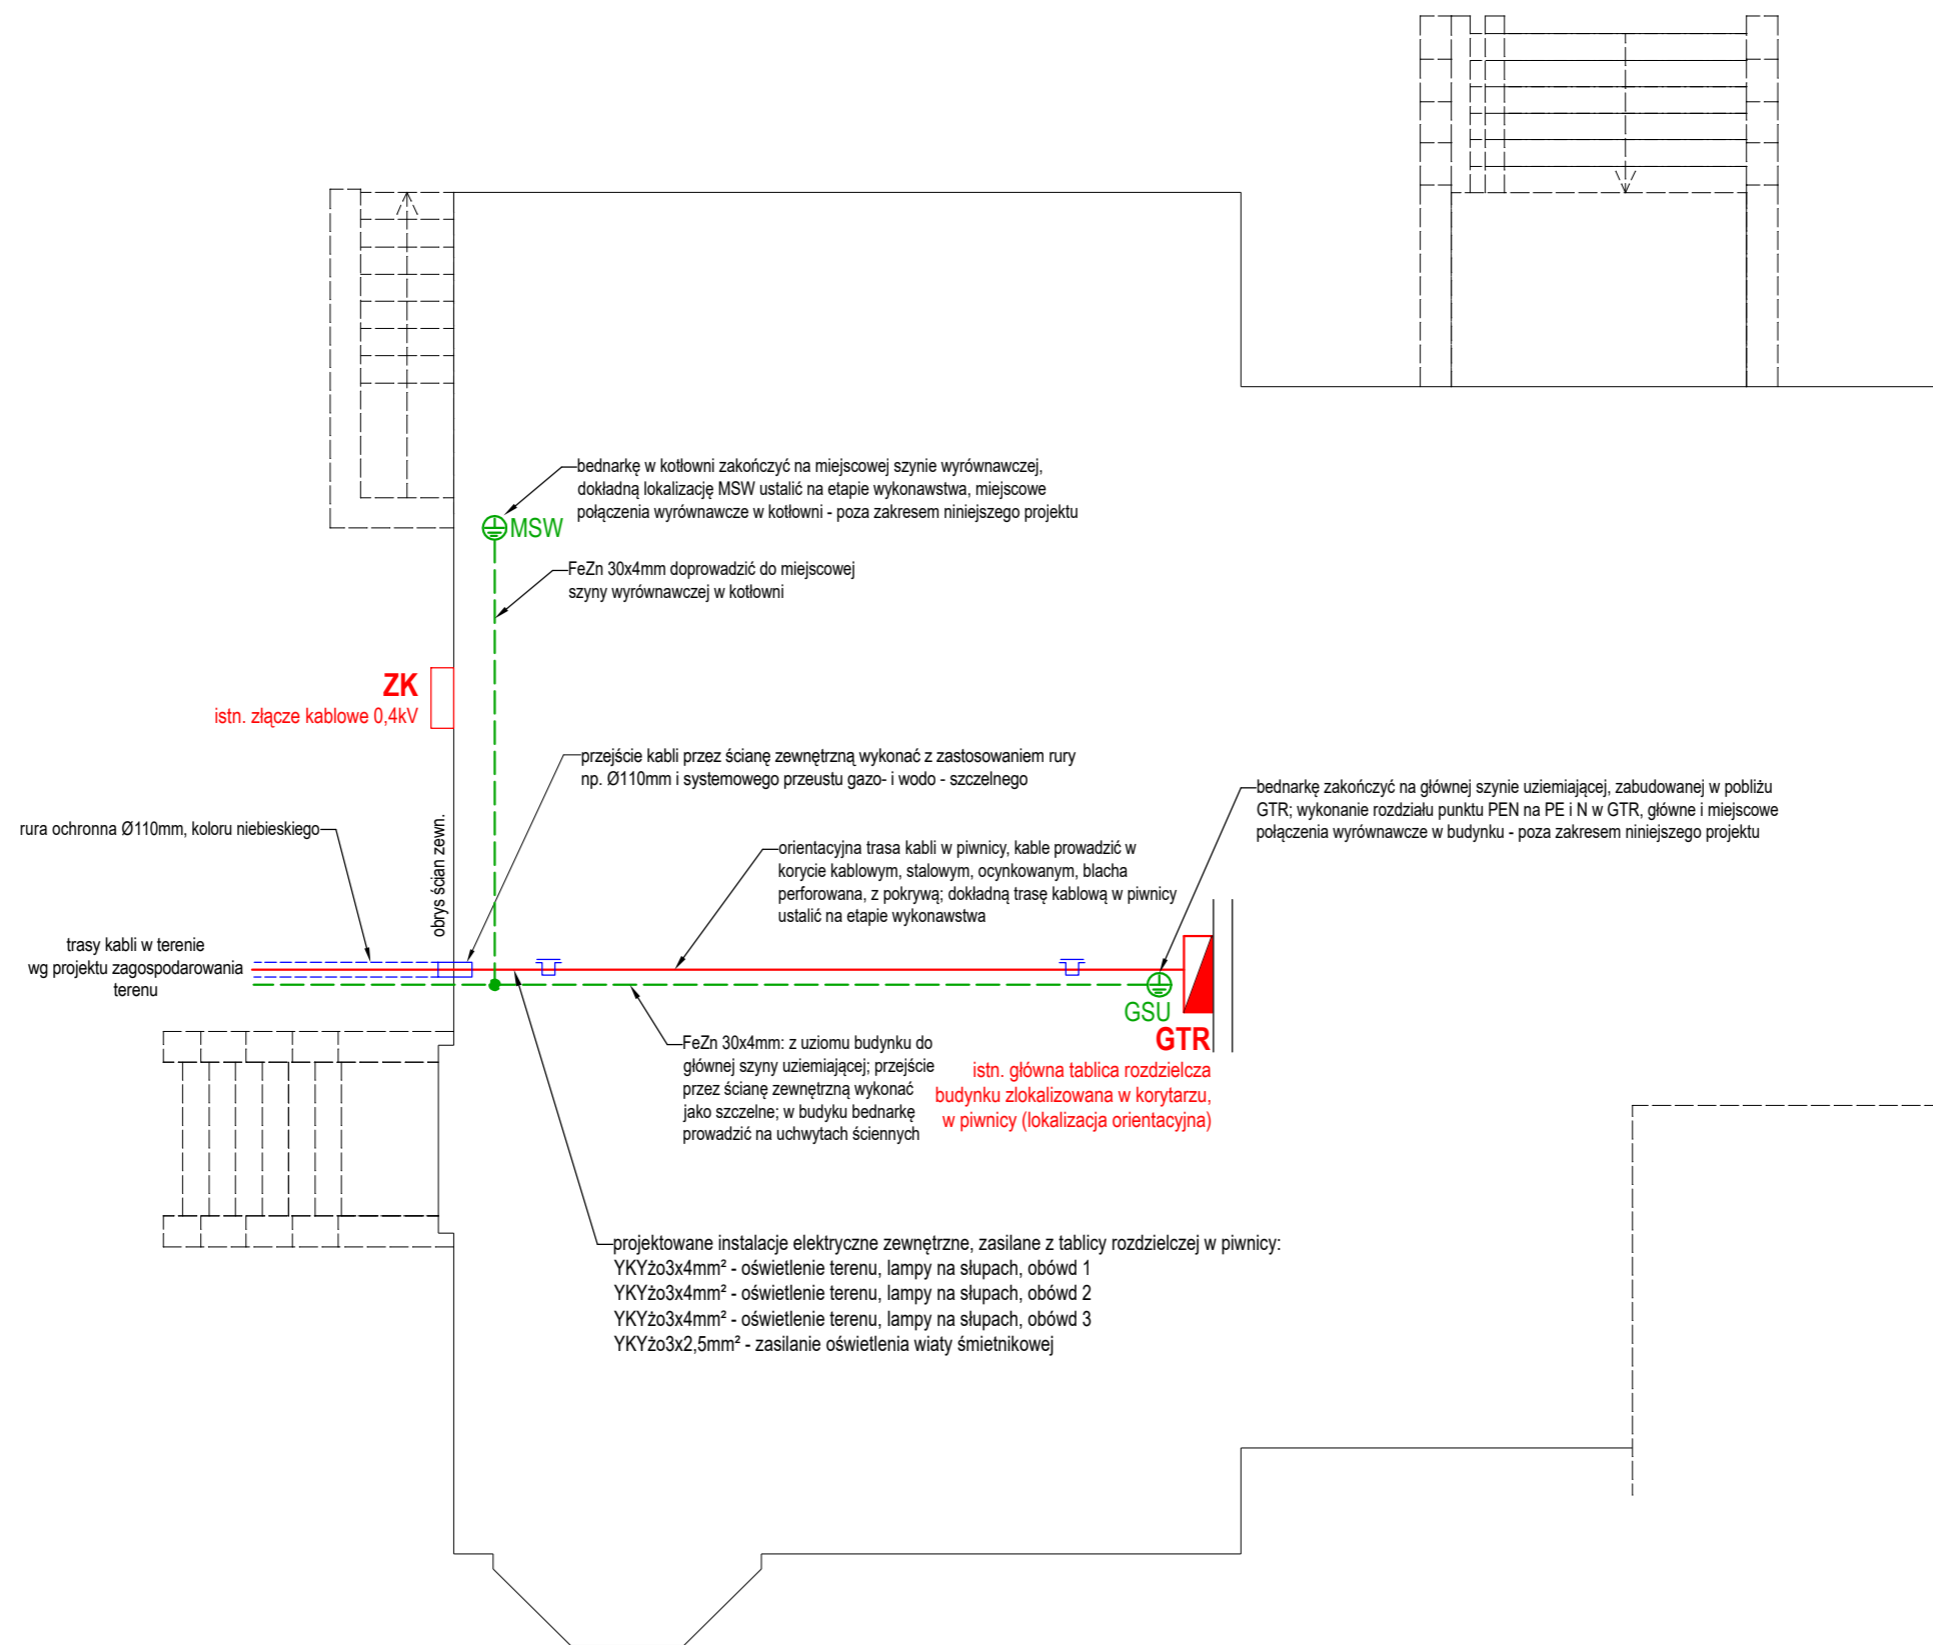 bednarkę w kotłowni zakończyć na miejscowej szynie wyrównawczej,
dokładną lokalizację MSW ustalić na etapie wykonawstwa, miejscowe
połączenia wyrównawcze w kotłowni - poza zakresem niniejszego projektu
MSW
FeZn 30x4mm doprowadzić do miejscowej
szyny wyrównawczej w kotłowni
ZK
istn. złącze kablowe 0,4kV
przejście kabli przez ścianę zewnętrzną wykonać z zastosowaniem rury
np. Ø110mm i systemowego przeustu gazo- i wodo - szczelnego
bednarkę zakończyć na głównej szynie uziemiającej, zabudowanej w pobliżu
GTR; wykonanie rozdziału punktu PEN na PE i N w GTR, główne i miejscowe
połączenia wyrównawcze w budynku - poza zakresem niniejszego projektu
rura ochronna Ø110mm, koloru niebieskiego
obrys ścian zewn.
orientacyjna trasa kabli w piwnicy, kable prowadzić w
korycie kablowym, stalowym, ocynkowanym, blacha
perforowana, z pokrywą; dokładną trasę kablową w piwnicy
ustalić na etapie wykonawstwa
trasy kabli w terenie
wg projektu zagospodarowania
terenu
GSU
GTR
istn. główna tablica rozdzielcza
budynku zlokalizowana w korytarzu,
w piwnicy (lokalizacja orientacyjna)
FeZn 30x4mm: z uziomu budynku do
głównej szyny uziemiającej; przejście
przez ścianę zewnętrzną wykonać
jako szczelne; w budyku bednarkę
prowadzić na uchwytach ściennych
projektowane instalacje elektryczne zewnętrzne, zasilane z tablicy rozdzielczej w piwnicy:
YKYżo3x4mm² - oświetlenie terenu, lampy na słupach, obówd 1
YKYżo3x4mm² - oświetlenie terenu, lampy na słupach, obówd 2
YKYżo3x4mm² - oświetlenie terenu, lampy na słupach, obówd 3
YKYżo3x2,5mm² - zasilanie oświetlenia wiaty śmietnikowej